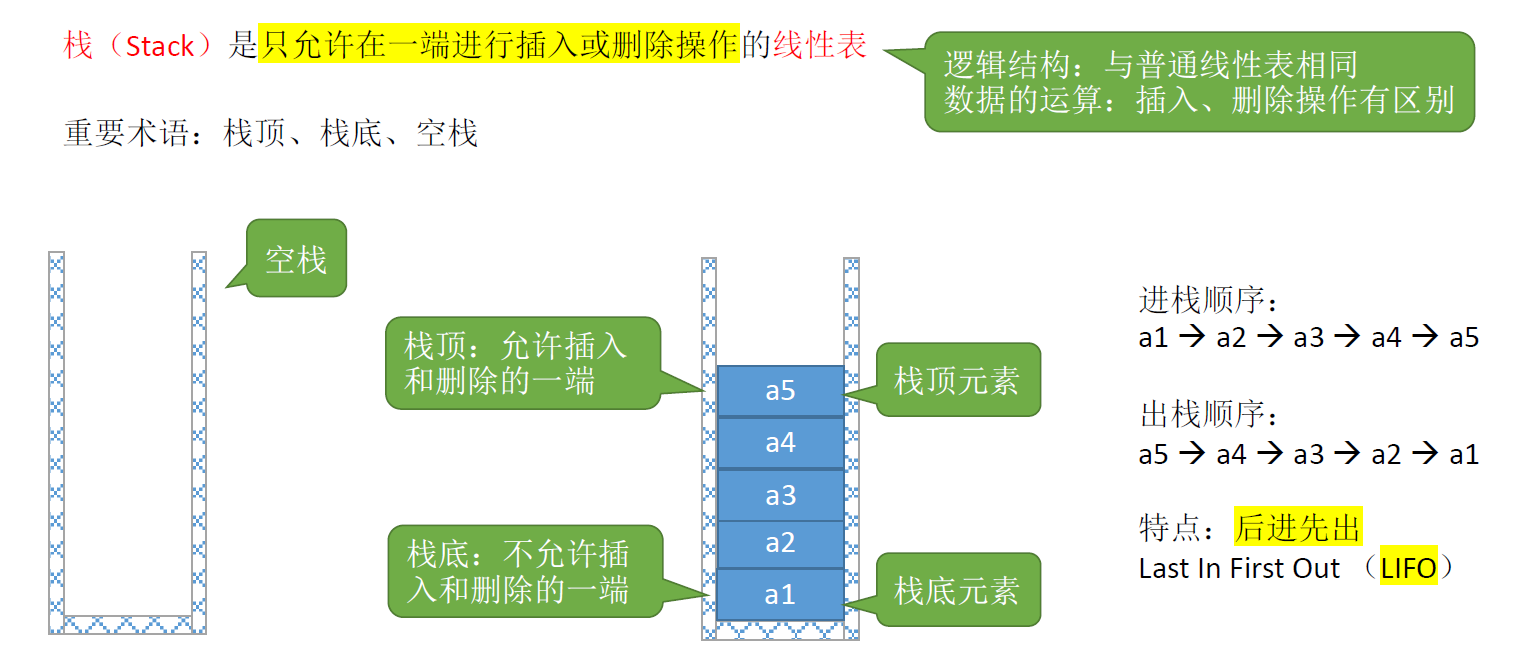 栈（Stack）是只允许在一端进行插入或删除操作的线性表
逻辑结构：与普通线性表相同
数据的运算：插入、删除操作有区别
重要术语：栈顶、栈底、空栈
空栈
栈顶：允许插入
和删除的一端
栈底：不允许插
入和删除的一端
a5
a4
a3
a2
a1
栈顶元素
栈底元素
进栈顺序：
a1 → a2 → a3 → a4 → a5
出栈顺序：
a5 → a4 → a3 → a2 → a1
特点：后进先出
Last In First Out （LIFO）